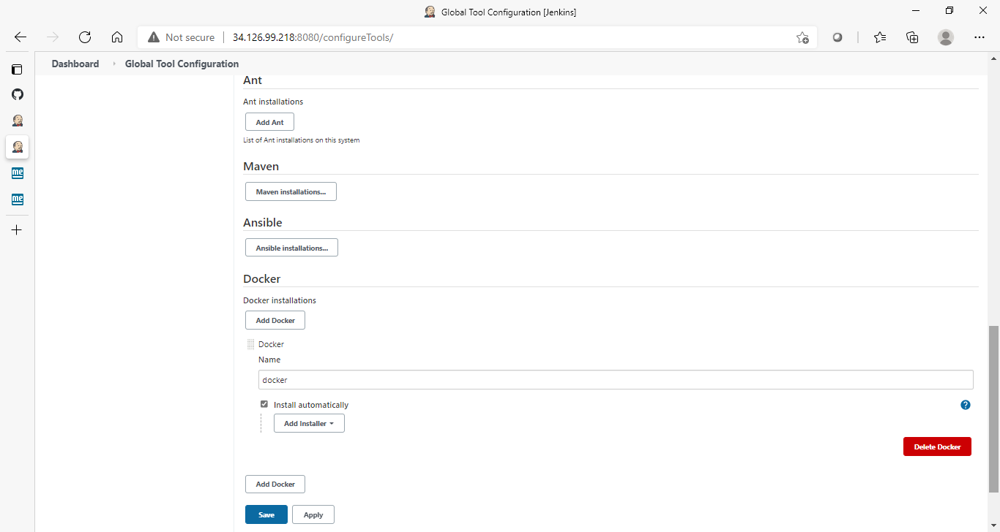 Global Tool Configuration [Jenkins]
Not secure 34.126.99.218:8080/configureTools/
Dashboard Global Tool Configuration
Ant
Ant installations
Add Ant
List of Ant installations on this system
Maven
Maven installations...
Ansible
Ansible installations...
Docker
Docker installations
Add Docker
Docker
Name
docker
Install automatically
?
Add Installer
Delete Docker
Add Docker
Save Apply
me
me